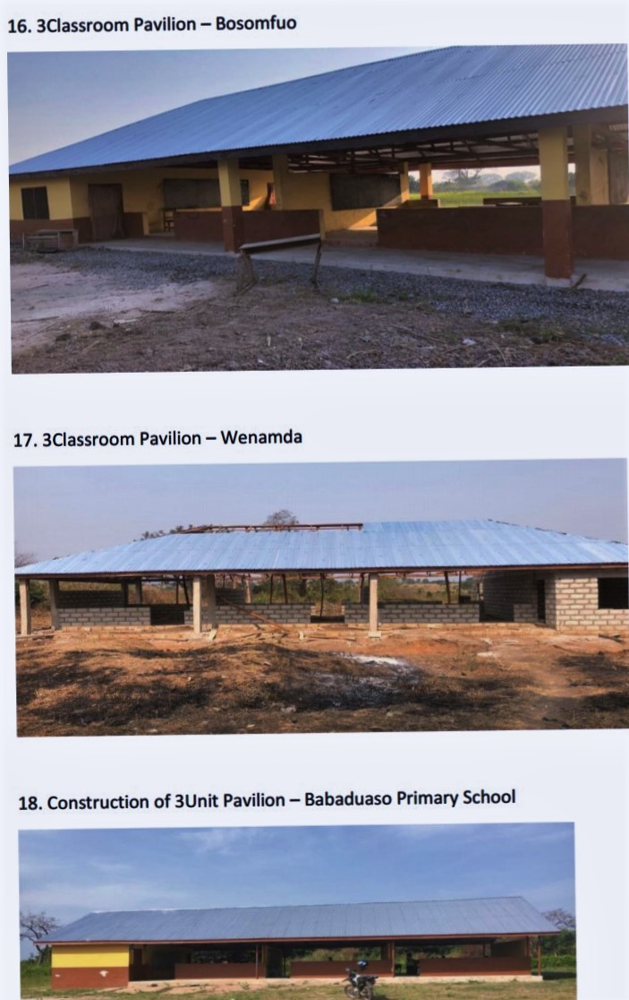 16. 3Classroom Pavilion – Bosomfuo
17. 3Classroom Pavilion – Wenamda
18. Construction of 3Unit Pavilion – Babaduaso Primary School